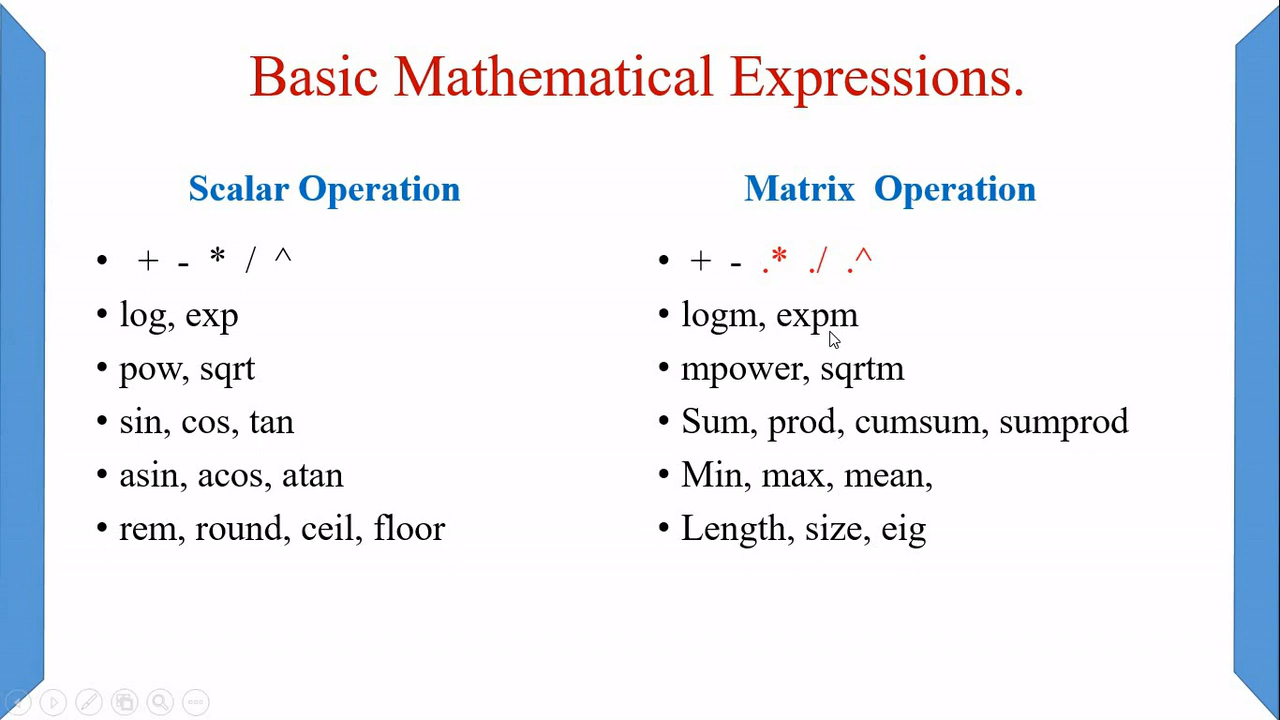 Basic Mathematical Expressions.
Scalar Operation
• + - * / ^
• log, exp
• pow, sqrt
• sin, cos, tan
• asin, acos, atan
• rem, round, ceil, floor
Matrix Operation
• + - .* ./ .^
• logm, expm
• mpower, sqrtm
• Sum, prod, cumsum, sumprod
• Min, max, mean,
• Length, size, eig